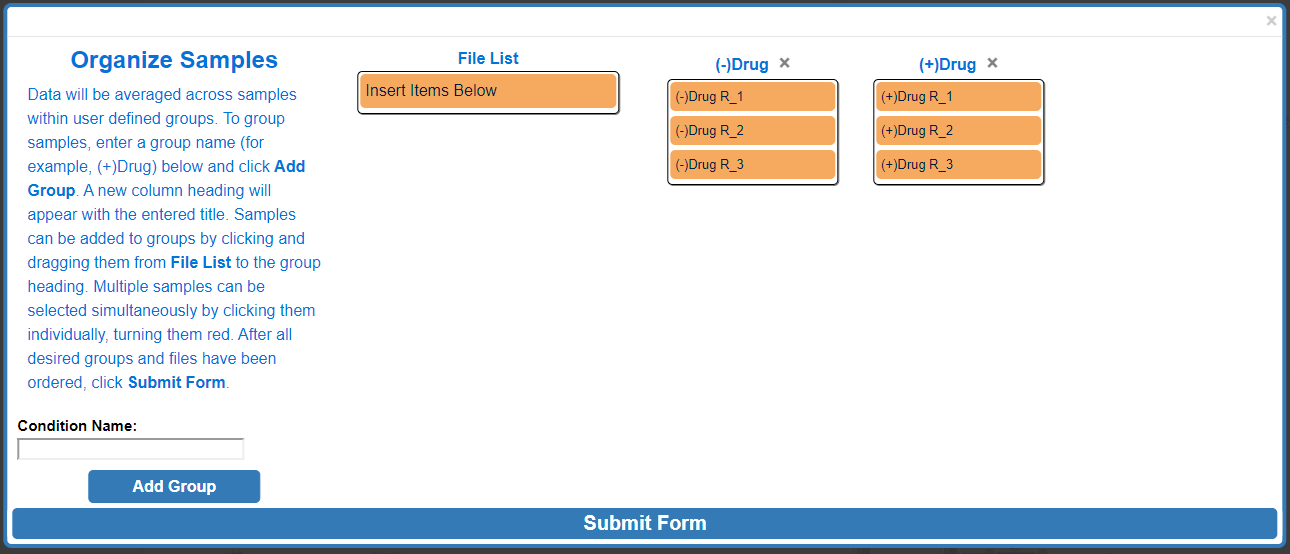 ×
Organize Samples
Data will be averaged across samples
within user defined groups. To group
samples, enter a group name (for
example, (+)Drug) below and click Add
Group. A new column heading will
appear with the entered title. Samples
can be added to groups by clicking and
dragging them from File List to the group
heading. Multiple samples can be
selected simultaneously by clicking them
individually, turning them red. After all
desired groups and files have been
ordered, click Submit Form.
Condition Name:
Add Group
File List
Insert Items Below
(-)Drug ×
(-)Drug R_1
(-)Drug R_2
(-)Drug R_3
(+)Drug ×
(+)Drug R_1
(+)Drug R_2
(+)Drug R_3
Submit Form